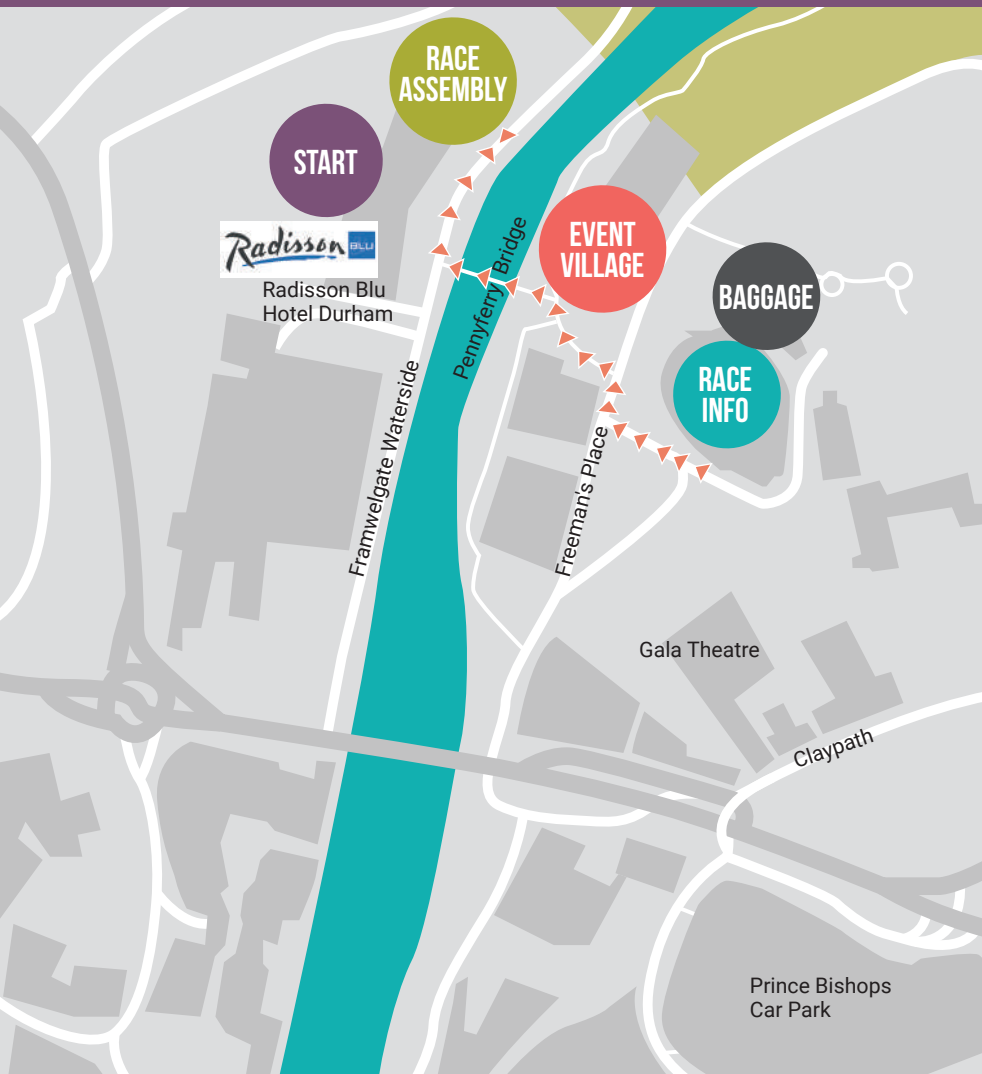 RACE
ASSEMBLY
START
Radisson BLU
Radisson Blu
Hotel Durham
Pennyferry Bridge
EVENT
VILLAGE
BAGGAGE
RACE
INFO
Framwelgate Waterside
Freeman's Place
Gala Theatre
Claypath
Prince Bishops
Car Park